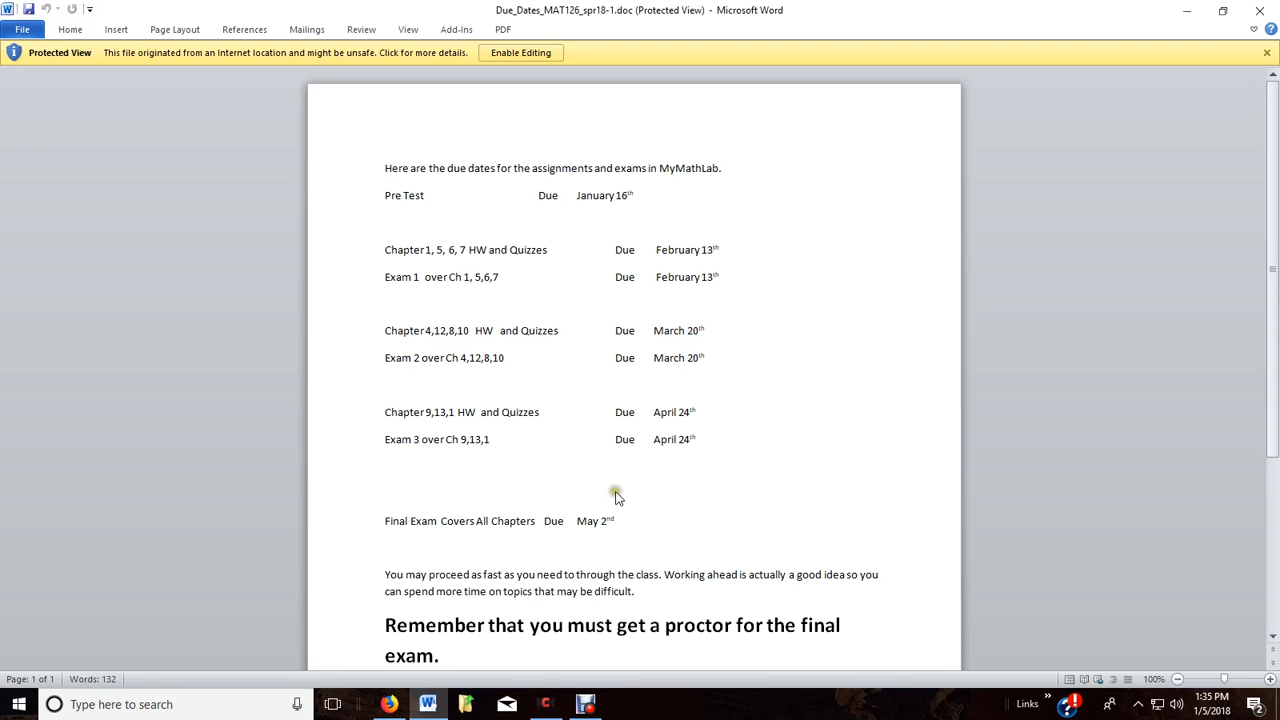 Due_Dates_MAT126_spr18-1.doc (Protected View) - Microsoft Word
File Home Insert Page Layout References Mailings Review View Add-Ins PDF
Protected View This file originated from an Internet location and might be unsafe. Click for more details. Enable Editing
Here are the due dates for the assignments and exams in MyMathLab.
Pre Test Due January 16th
Chapter 1, 5, 6, 7 HW and Quizzes Due February 13th
Exam 1 over Ch 1, 5,6,7 Due February 13th
Chapter 4,12,8,10 HW and Quizzes Due March 20th
Exam 2 over Ch 4,12,8,10 Due March 20th
Chapter 9,13,1 HW and Quizzes Due April 24th
Exam 3 over Ch 9,13,1 Due April 24th
Final Exam Covers All Chapters Due May 2nd
You may proceed as fast as you need to through the class. Working ahead is actually a good idea so you
can spend more time on topics that may be difficult.
Remember that you must get a proctor for the final
exam.
Page: 1 of 1 Words: 132 100%
Type here to search Links 1:35 PM
1/5/2018